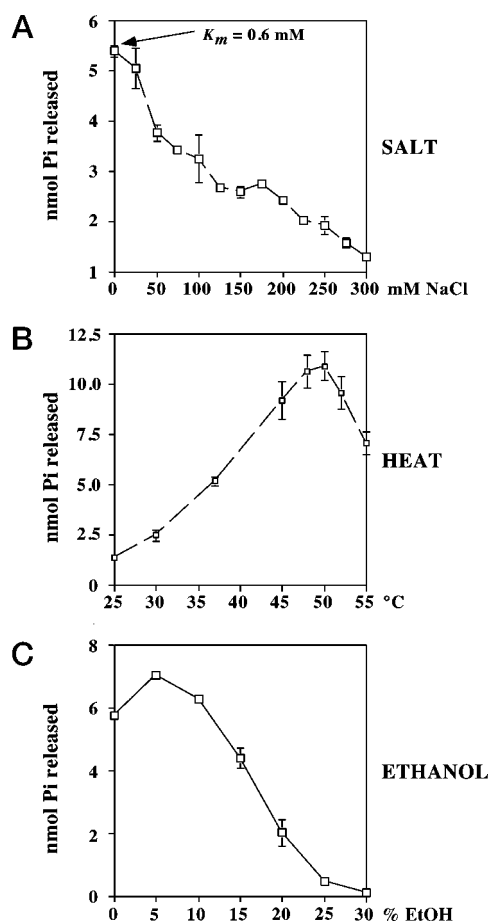 A
Km = 0.6 mM
nmol Pi released
6
5
4
3
2
1
0 50 100 150 200 250 300 mM NaCl
SALT
B
nmol Pi released
12.5
10.0
7.5
5.0
2.5
0
25 30 35 40 45 50 55 °C
HEAT
C
nmol Pi released
8
6
4
2
0
0 5 10 15 20 25 30 % EtOH
ETHANOL